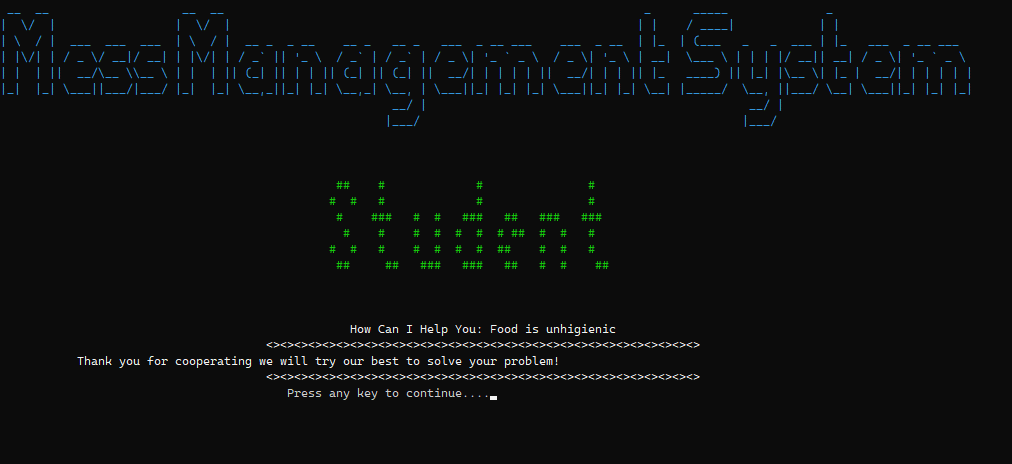 Mess Management System
Student
How Can I Help You: Food is unhigienic
Thank you for cooperating we will try our best to solve your problem!
Press any key to continue....